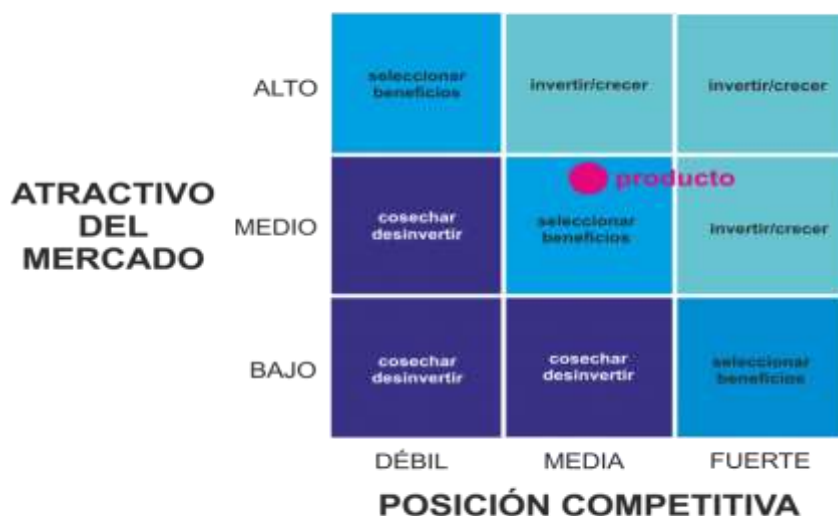 ALTO
seleccionar
beneficios
invertir/crecer
invertir/crecer
ATRACTIVO
DEL
MERCADO
MEDIO
cosechar
desinvertir
producto
seleccionar
beneficios
invertir/crecer
BAJO
cosechar
desinvertir
cosechar
desinvertir
seleccionar
beneficios
DÉBIL
MEDIA
FUERTE
POSICIÓN COMPETITIVA